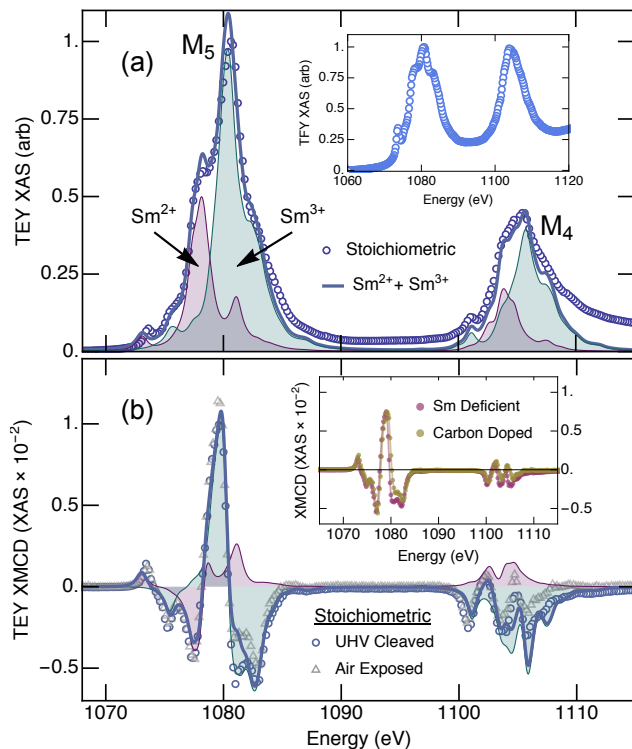 (a)
M5
M4
TEY XAS (arb)
1.
0.75
0.5
0.25
0.
Sm2+
Sm3+
Stoichiometric
Sm2+ + Sm3+
TFY XAS (arb)
1.
0.75
0.5
0.25
0.
1060
1080
1100
1120
Energy (eV)
(b)
TEY XMCD (XAS × 10−2)
1.
0.5
0.
−0.5
Stoichiometric
UHV Cleaved
Air Exposed
XMCD (XAS × 10−2)
Sm Deficient
Carbon Doped
1.
0.5
0.
−0.5
1070
1080
1090
1100
1110
Energy (eV)
1070
1080
1090
1100
1110
Energy (eV)